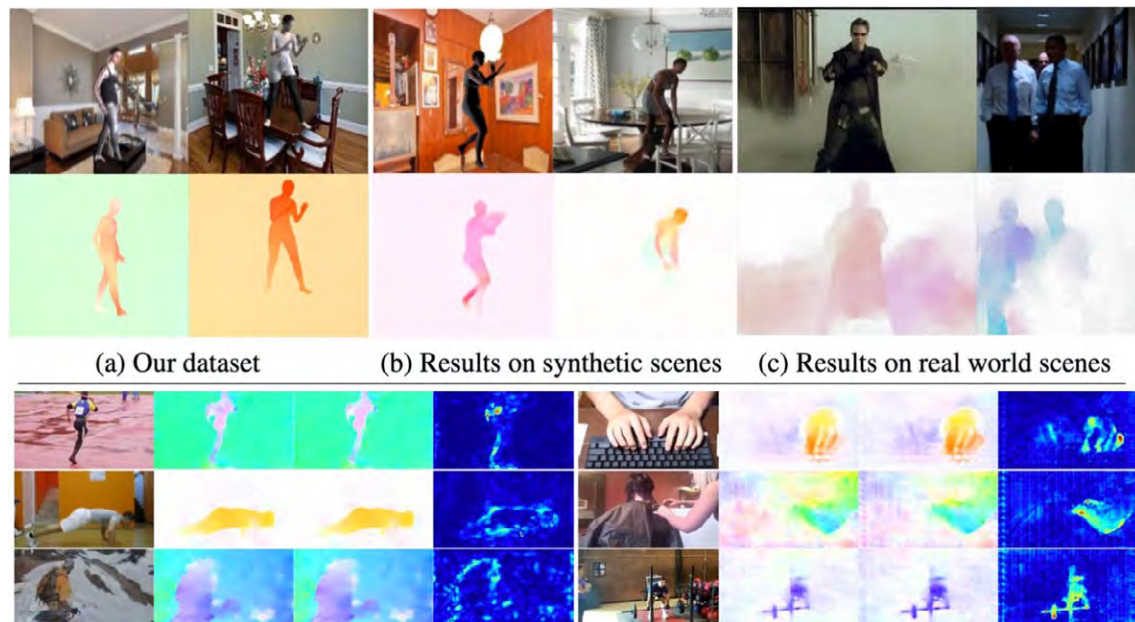 (a) Our dataset
(b) Results on synthetic scenes
(c) Results on real world scenes